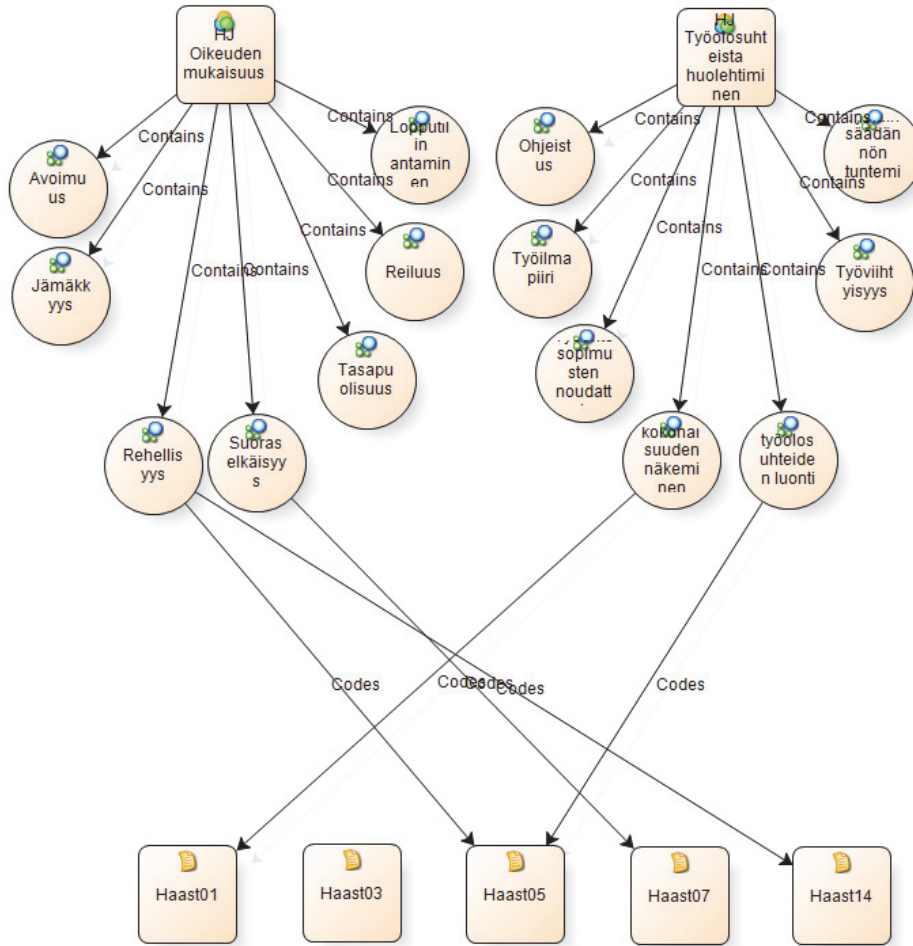 HJ
Oikeuden
mukaisuus
HJ
Työolosuht
eista
huolehtimi
nen
Contains
Contains
Contains
Contains
Contains
Contains
Contains
Lopputil
in
antamin
en
Avoimu
us
Jämäkk
yys
Reiluus
Tasapu
olisuus
Rehellis
yys
Suoras
elkäisyy
s
Contains
Contains
Contains
Contains
Contains
Contains
Contains
Ohjeist
us
säädän
nön
tuntemi
Työilma
piiri
Työviiht
yisyys
sopimu
sten
noudatt
kokonai
suuden
näkemi
nen
työolos
uhteide
n luonti
Codes
Codes
Codes
Codes
Codes
Haast01
Haast03
Haast05
Haast07
Haast14